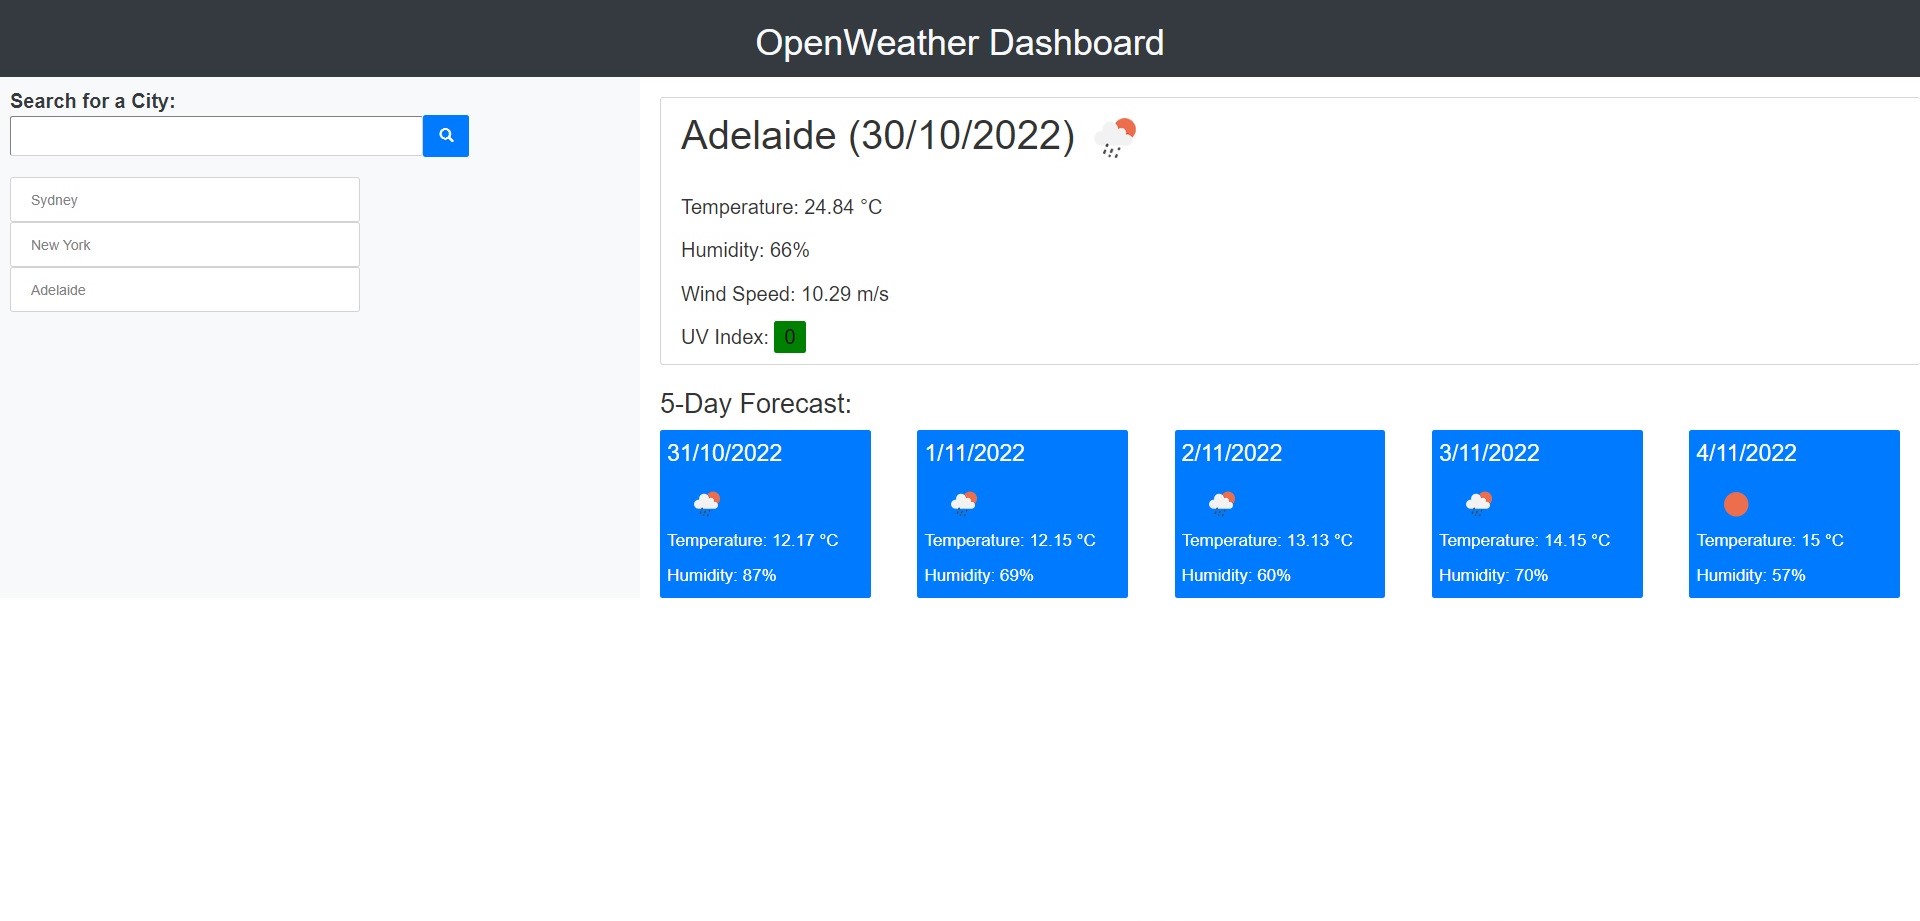 OpenWeather Dashboard
Search for a City:
Sydney
New York
Adelaide
Adelaide (30/10/2022)
Temperature: 24.84 °C
Humidity: 66%
Wind Speed: 10.29 m/s
UV Index: 0
5-Day Forecast:
31/10/2022
Temperature: 12.17 °C
Humidity: 87%
1/11/2022
Temperature: 12.15 °C
Humidity: 69%
2/11/2022
Temperature: 13.13 °C
Humidity: 60%
3/11/2022
Temperature: 14.15 °C
Humidity: 70%
4/11/2022
Temperature: 15 °C
Humidity: 57%